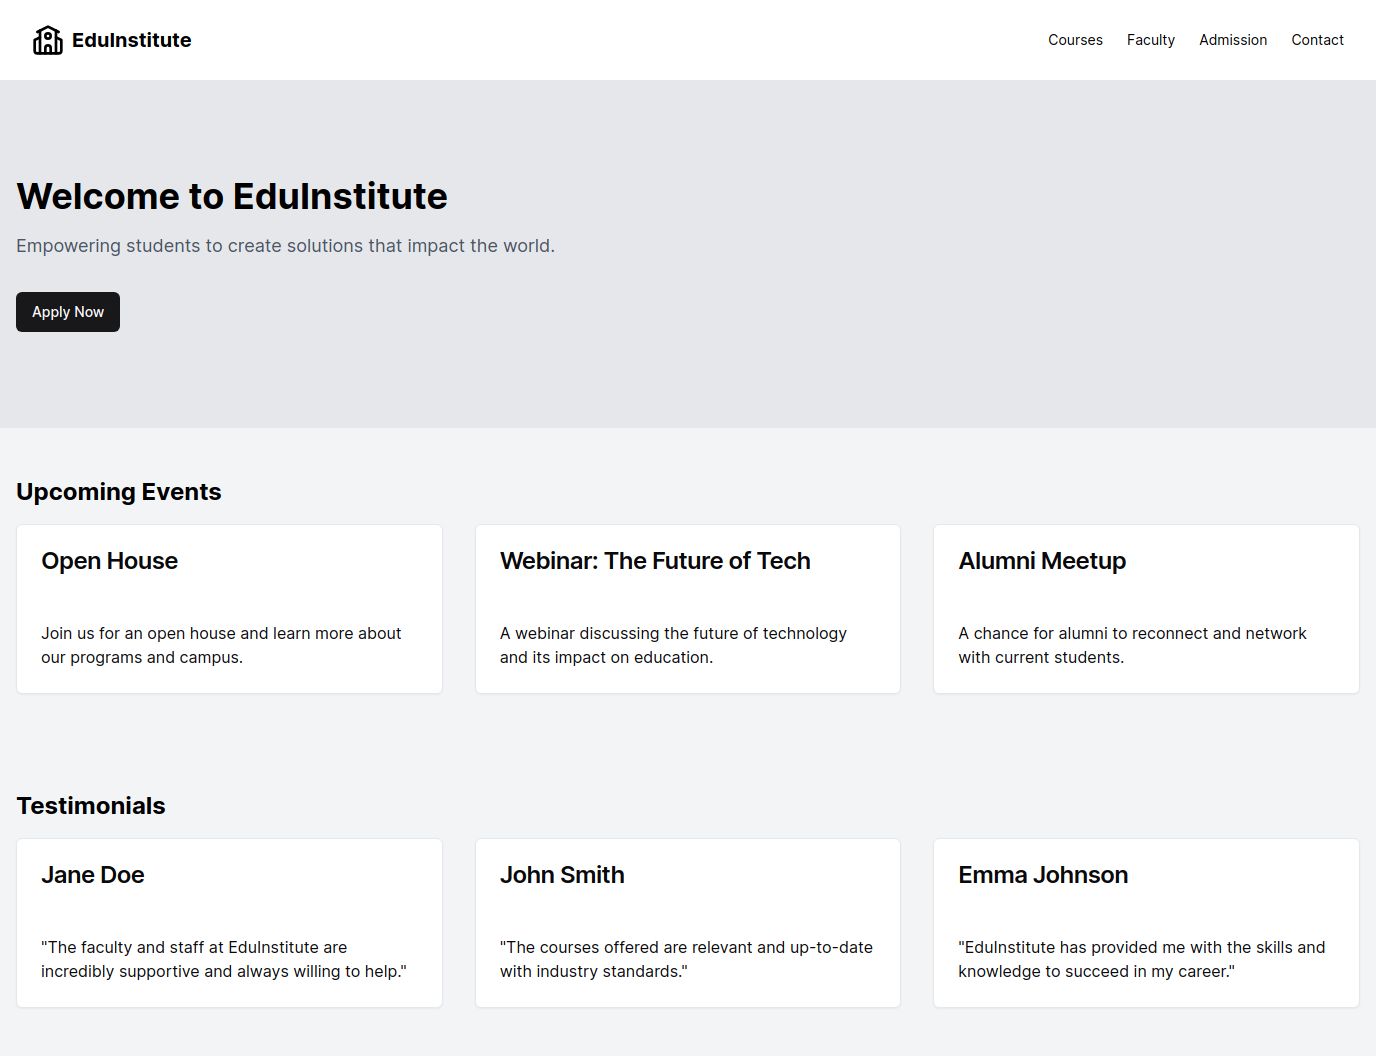 EduInstitute
Courses
Faculty
Admission
Contact
Welcome to EduInstitute
Empowering students to create solutions that impact the world.
Apply Now
Upcoming Events
Open House
Join us for an open house and learn more about
our programs and campus.
Webinar: The Future of Tech
A webinar discussing the future of technology
and its impact on education.
Alumni Meetup
A chance for alumni to reconnect and network
with current students.
Testimonials
Jane Doe
"The faculty and staff at EduInstitute are
incredibly supportive and always willing to help."
John Smith
"The courses offered are relevant and up-to-date
with industry standards."
Emma Johnson
"EduInstitute has provided me with the skills and
knowledge to succeed in my career."